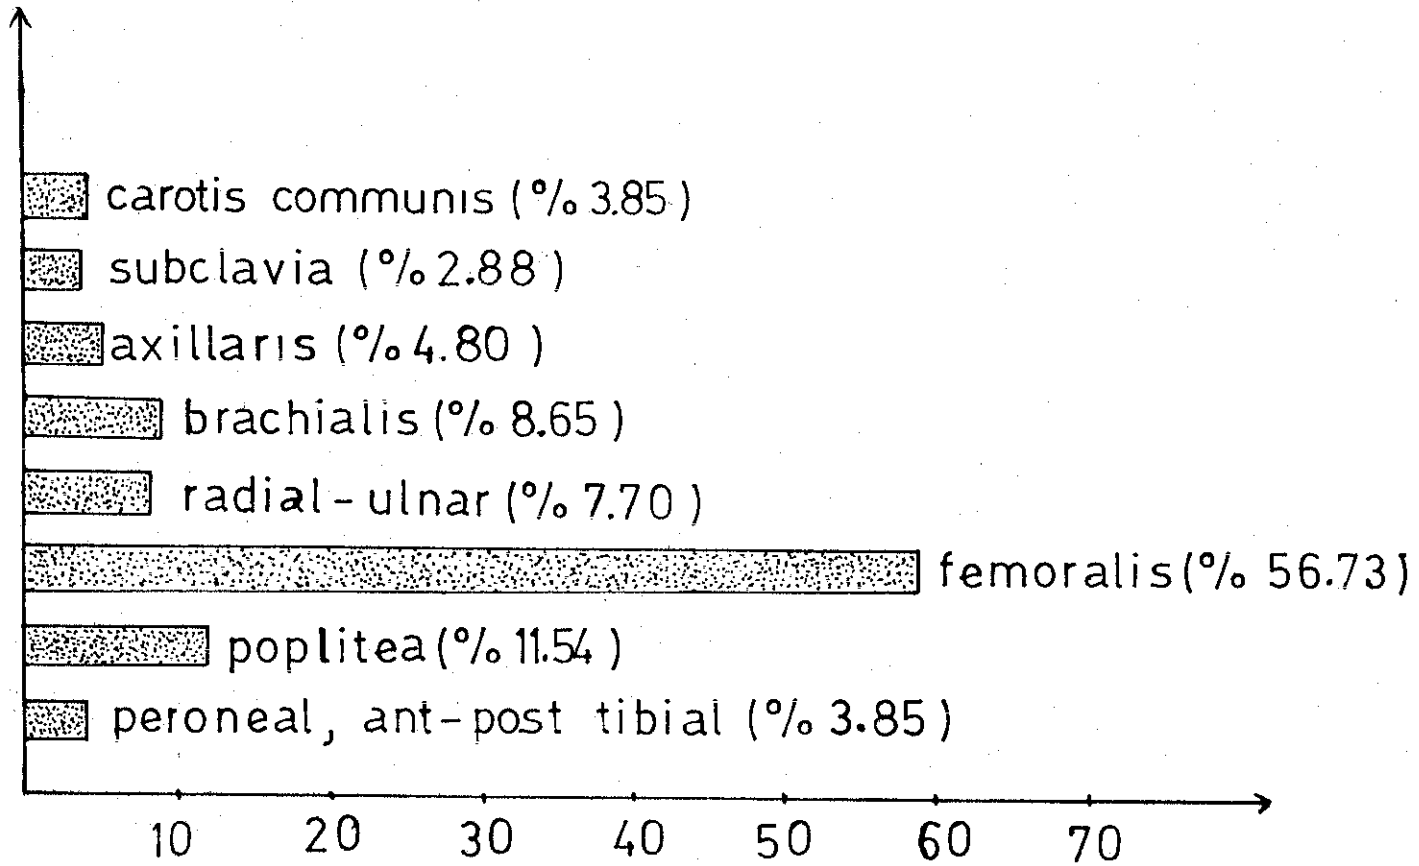 carotis communis (% 3.85)
subclavia (% 2.88)
axillaris (% 4.80)
brachialis (% 8.65)
radial-ulnar (% 7.70)
femoralis (% 56.73)
poplitea (% 11.54)
peroneal, ant-post tibial (% 3.85)
10 20 30 40 50 60 70